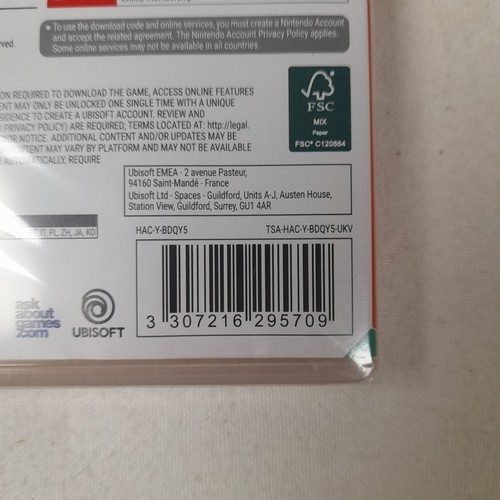 • To use the download code and online services, you must create a Nintendo Account
and accept the related agreement. The Nintendo Account Privacy Policy applies.
Some online services may not be available in all countries.
ved.
ON REQUIRED TO DOWNLOAD THE GAME, ACCESS ONLINE FEATURES
ENT MAY ONLY BE UNLOCKED ONE SINGLE TIME WITH A UNIQUE
SIDENCE TO CREATE A UBISOFT ACCOUNT. REVIEW AND
PRIVACY POLICY) ARE REQUIRED; TERMS LOCATED AT: http://legal.
OR NOTICE. ADDITIONAL CONTENT AND/OR UPDATES MAY BE
CONTENT MAY VARY BY PLATFORM AND MAY NOT BE AVAILABLE
AUTOMATICALLY, REQUIRE
FSC
MIX
Paper
FSC® C120864
Ubisoft EMEA - 2 avenue Pasteur,
94160 Saint-Mandé - France
Ubisoft Ltd - Spaces - Guildford, Units A-J, Austen House,
Station View, Guildford, Surrey, GU1 4AR
IT, PL, ZH, JA, KO
HAC-Y-BDQY5
TSA-HAC-Y-BDQY5-UKV
ask
about
games
.com
UBISOFT
3 307216 295709